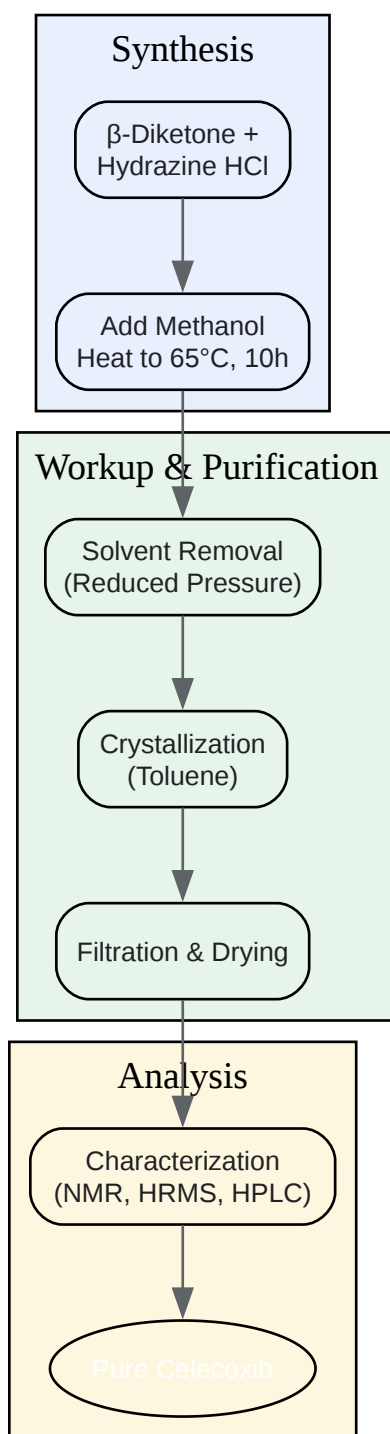 Synthesis
β-Diketone +
Hydrazine HCl
Add Methanol
Heat to 65°C, 10h
Workup & Purification
Solvent Removal
(Reduced Pressure)
Crystallization
(Toluene)
Filtration & Drying
Analysis
Characterization
(NMR, HRMS, HPLC)
Pure Celecoxib